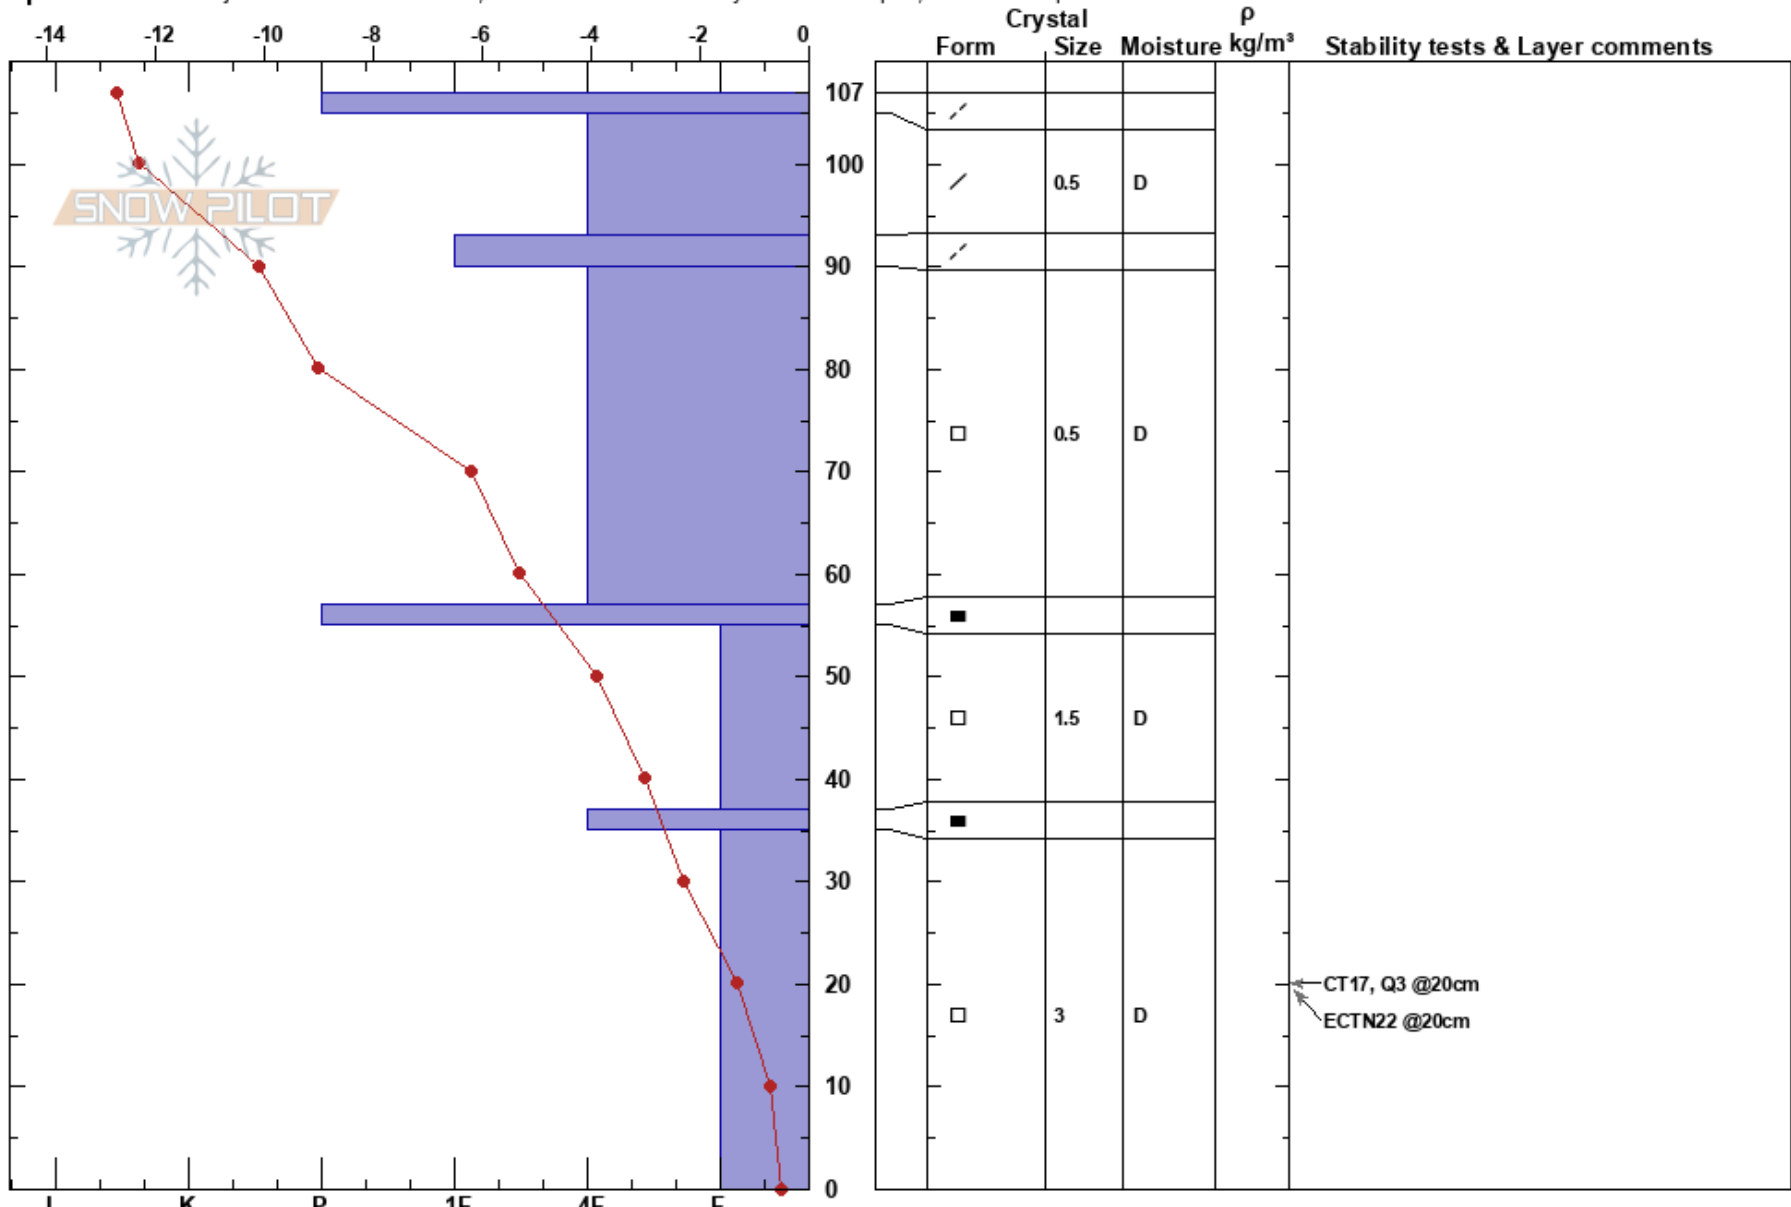 Crystal ρ
-14 -12 -10 -8 -6 -4 -2 0 Form Size Moisture kg/m³ Stability tests & Layer comments
107
100
0.5 D
SNOW PILOT
90
80
0.5 D
70
60
50
1.5 D
40
30
20 CT17, Q3 @20cm
3 D ECTN22 @20cm
10
0
I K P 1F 4F F